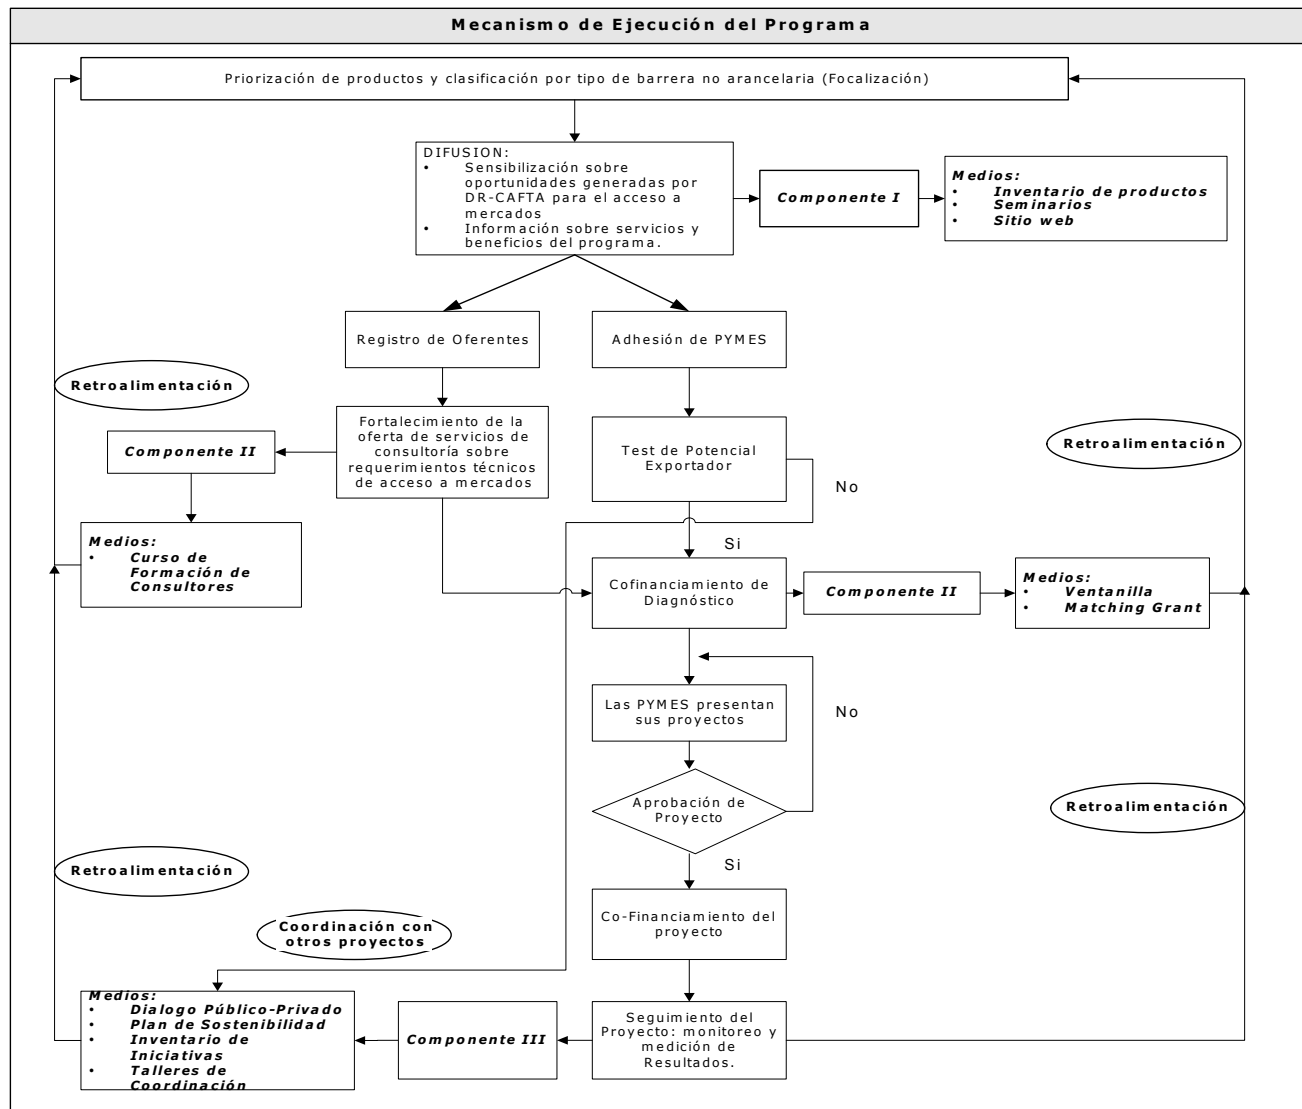 Mecanismo de Ejecución del Programa
Priorización de productos y clasificación por tipo de barrera no arancelaria (Focalización)
DIFUSION:
• Sensibilización sobre
oportunidades generadas por
DR-CAFTA para el acceso a
mercados
• Información sobre servicios y
beneficios del programa.
Componente I
Medios:
• Inventario de productos
• Seminarios
• Sitio web
Registro de Oferentes
Adhesión de PYMES
Retroalimentación
Fortalecimiento de la
oferta de servicios de
consultoría sobre
requerimientos técnicos
de acceso a mercados
Componente II
Test de Potencial
Exportador
Retroalimentación
No
Medios:
• Curso de
Formación de
Consultores
Si
Cofinanciamiento de
Diagnóstico
Componente II
Medios:
• Ventanilla
• Matching Grant
Las PYMES presentan
sus proyectos
No
Aprobación de
Proyecto
Retroalimentación
Si
Retroalimentación
Co-Financiamiento del
proyecto
Coordinación con
otros proyectos
Medios:
• Dialogo Público-Privado
• Plan de Sostenibilidad
• Inventario de
Iniciativas
• Talleres de
Coordinación
Componente III
Seguimiento del
Proyecto: monitoreo y
medición de
Resultados.